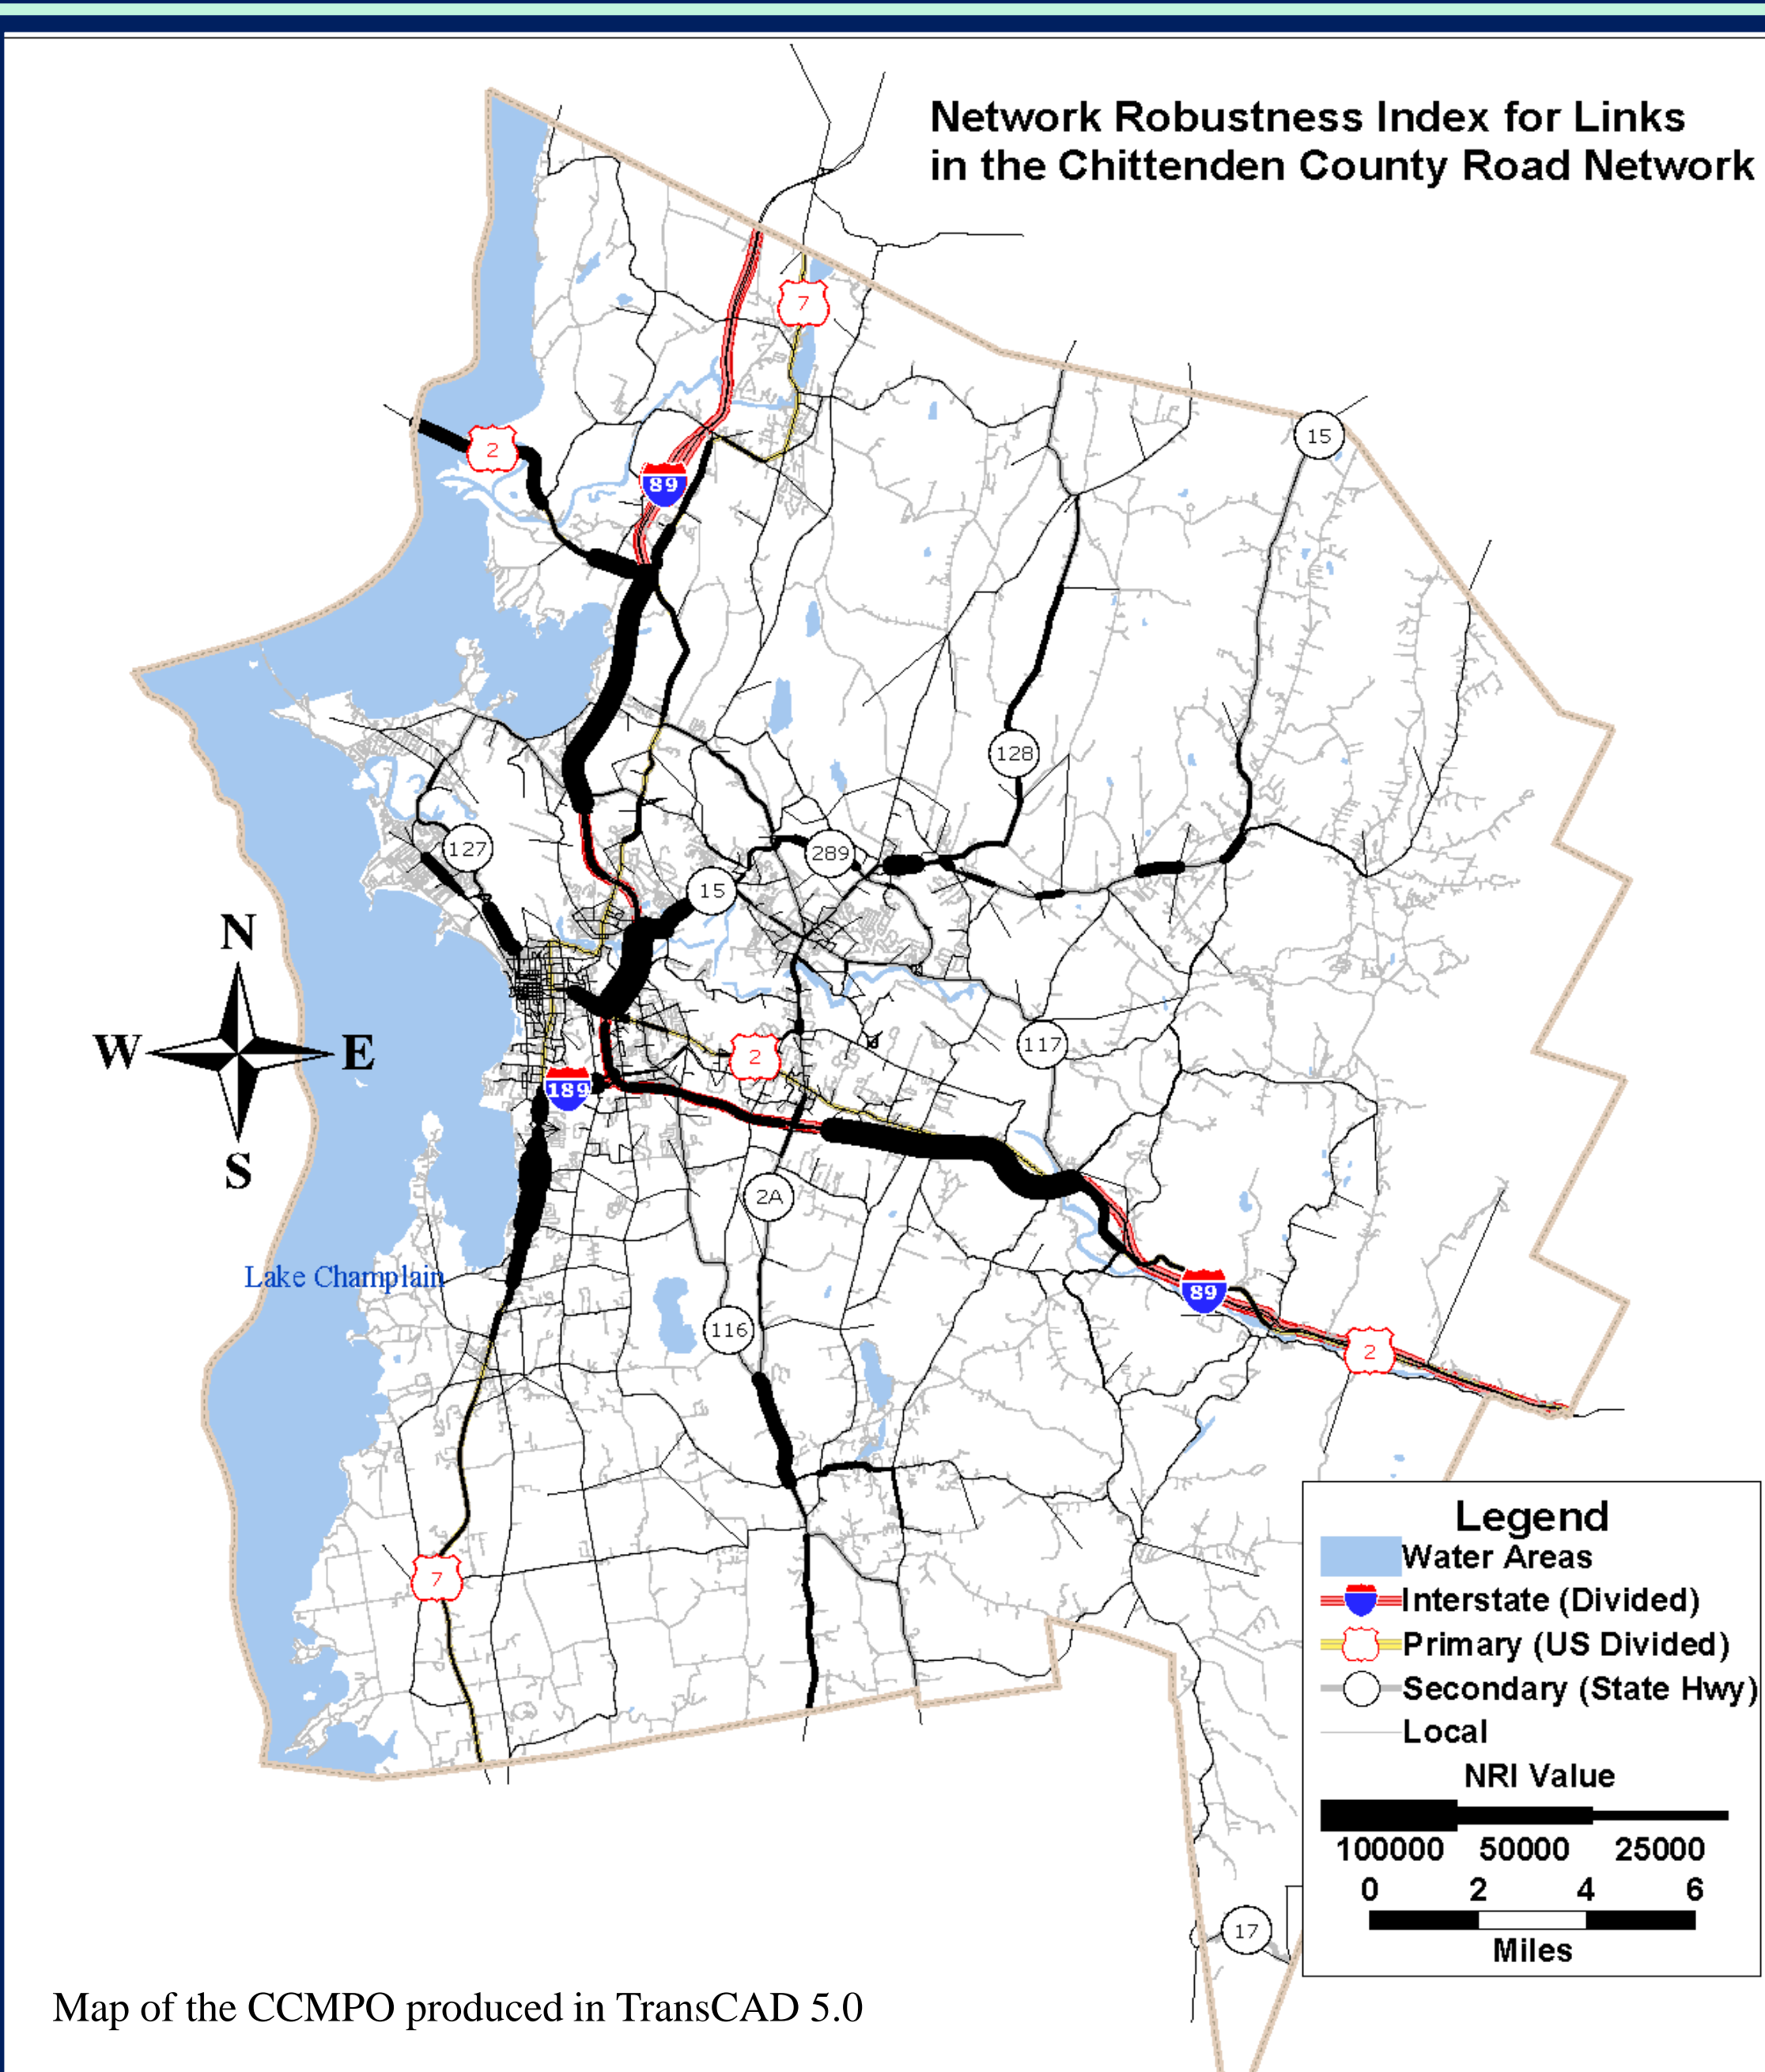 Network Robustness Index for Links
in the Chittenden County Road Network
7
2
15
89
128
127
289
15
N
W
E
S
2
117
189
2A
Lake Champlain
89
116
2
7
Legend
Water Areas
Interstate (Divided)
Primary (US Divided)
Secondary (State Hwy)
Local
NRI Value
100000 50000 25000
0 2 4 6
Miles
17
Map of the CCMPO produced in TransCAD 5.0